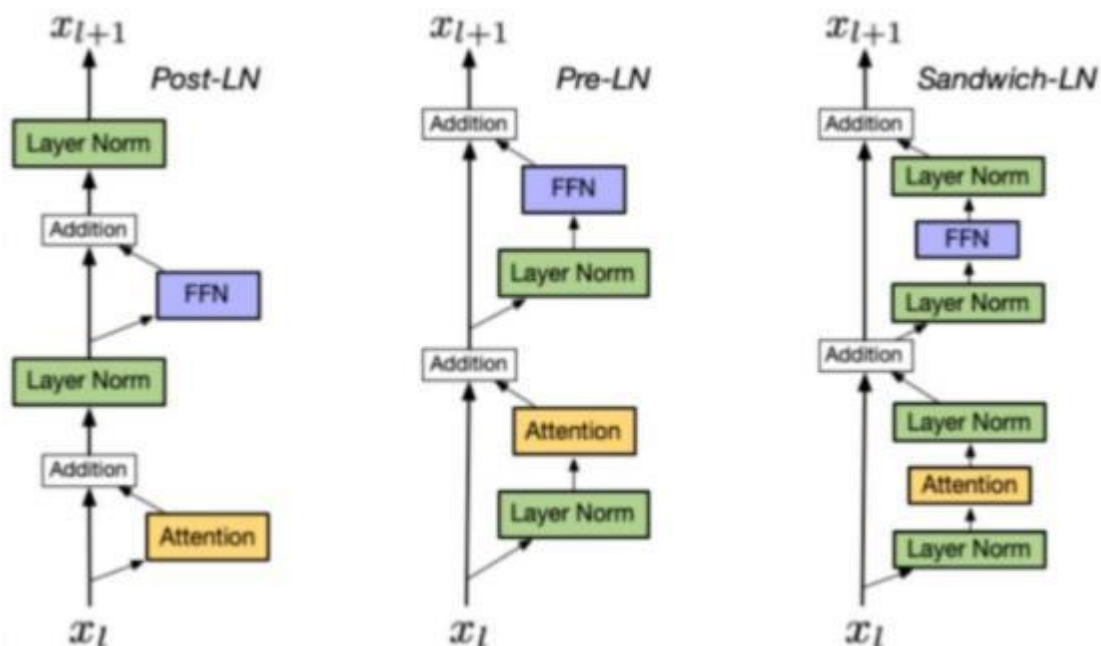 x_{l+1}
Post-LN
Layer Norm
Addition
FFN
Layer Norm
Addition
Attention
x_l
x_{l+1}
Pre-LN
Addition
FFN
Layer Norm
Addition
Attention
Layer Norm
x_l
x_{l+1}
Sandwich-LN
Addition
Layer Norm
FFN
Layer Norm
Addition
Layer Norm
Attention
Layer Norm
x_l